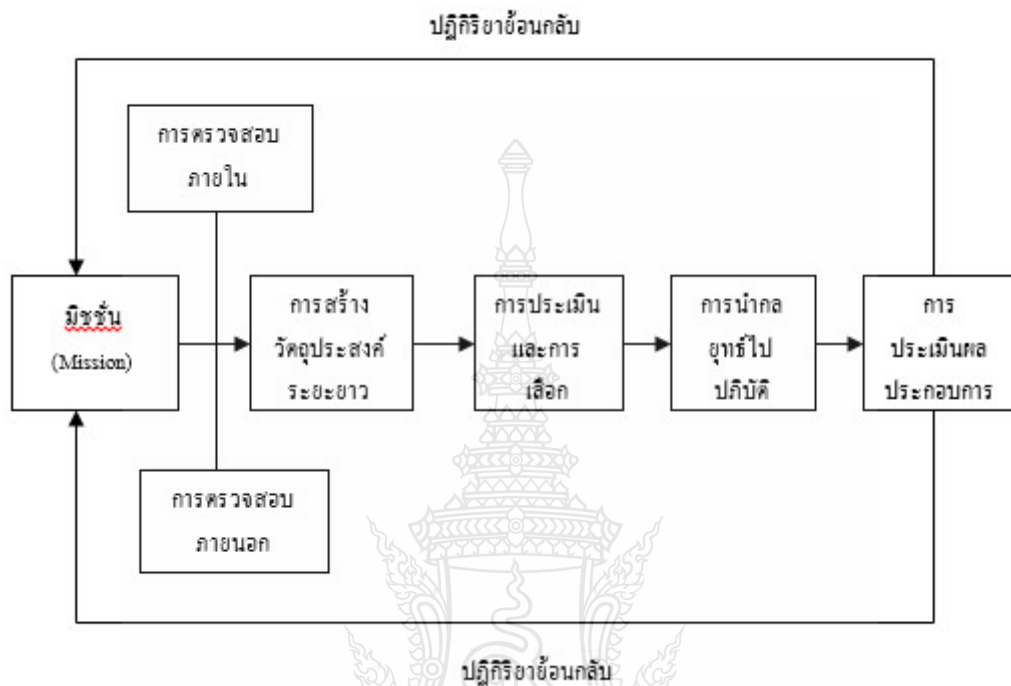 ปฏิกิริยาย้อนกลับ
การตรวจสอบ
ภายใน
มิชชั่น
(Mission)
การสร้าง
วัตถุประสงค์
ระยะยาว
การประเมิน
และการ
เลือก
การนำกล
ยุทธ์ไป
ปภิบัติ
การ
ประเมินผล
ประกอบการ
การตรวจสอบ
ภายนอก
ปฏิกิริยาย้อนกลับ